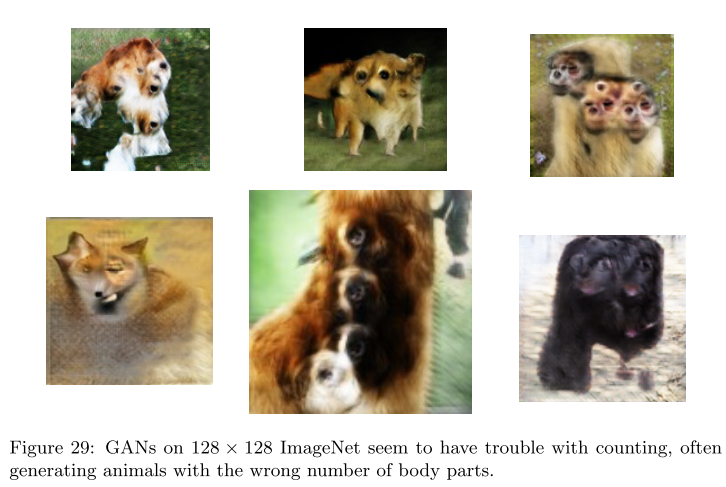 Figure 29: GANs on 128 × 128 ImageNet seem to have trouble with counting, often
generating animals with the wrong number of body parts.